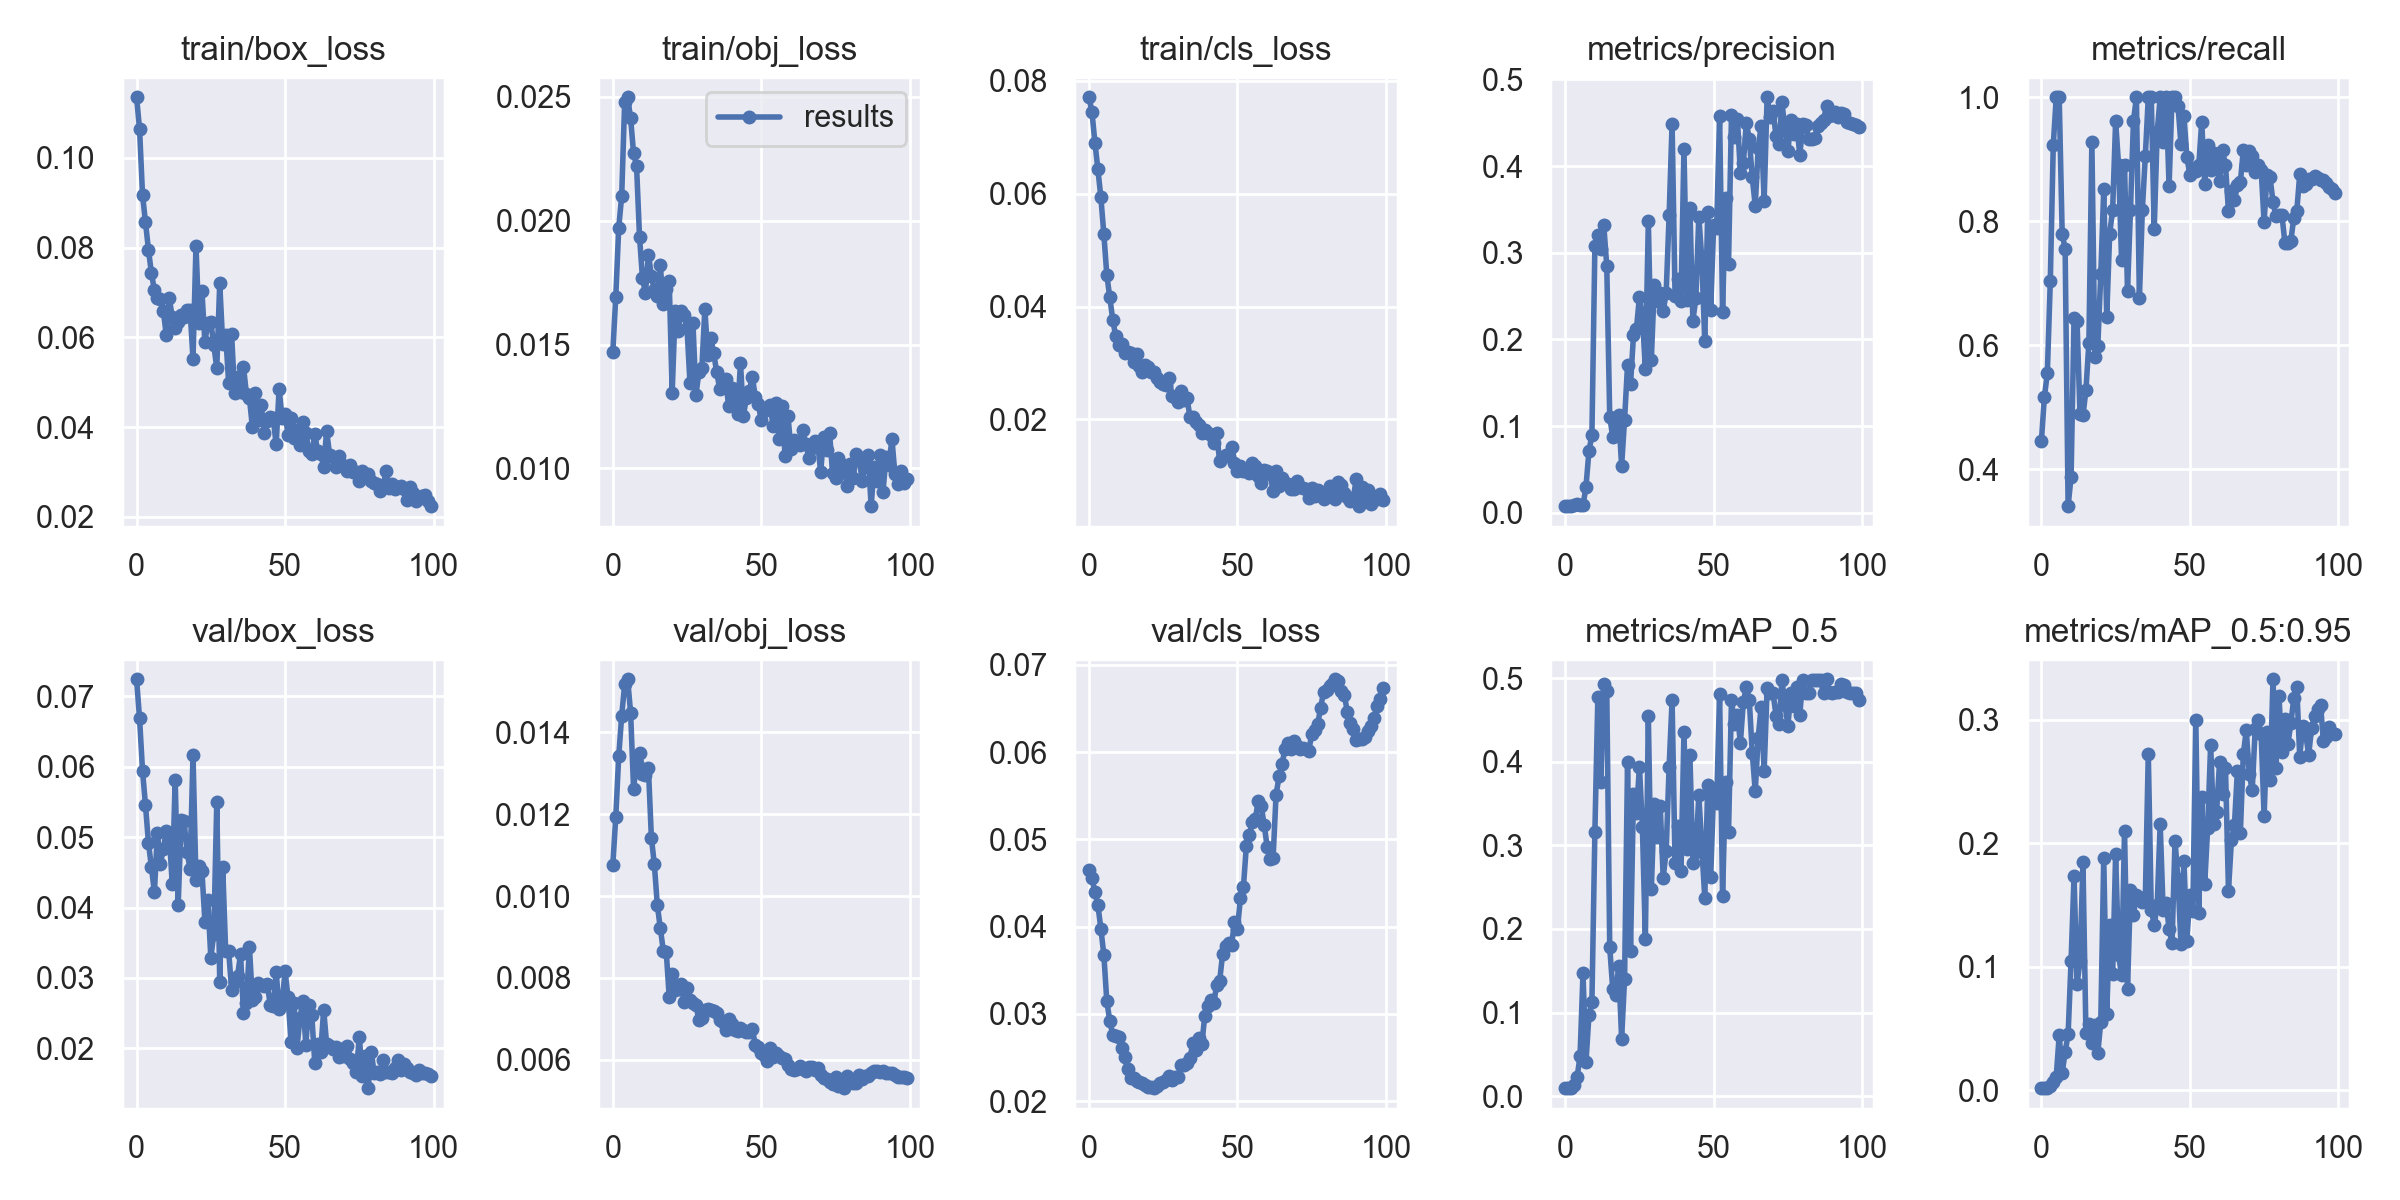 train/box_loss
train/obj_loss
train/cls_loss
metrics/precision
metrics/recall
results
0.10
0.08
0.06
0.04
0.02
0 50 100
0.025
0.020
0.015
0.010
0 50 100
0.08
0.06
0.04
0.02
0 50 100
0.5
0.4
0.3
0.2
0.1
0.0
0 50 100
1.0
0.8
0.6
0.4
0 50 100
val/box_loss
val/obj_loss
val/cls_loss
metrics/mAP_0.5
metrics/mAP_0.5:0.95
0.07
0.06
0.05
0.04
0.03
0.02
0 50 100
0.014
0.012
0.010
0.008
0.006
0 50 100
0.07
0.06
0.05
0.04
0.03
0.02
0 50 100
0.5
0.4
0.3
0.2
0.1
0.0
0 50 100
0.3
0.2
0.1
0.0
0 50 100